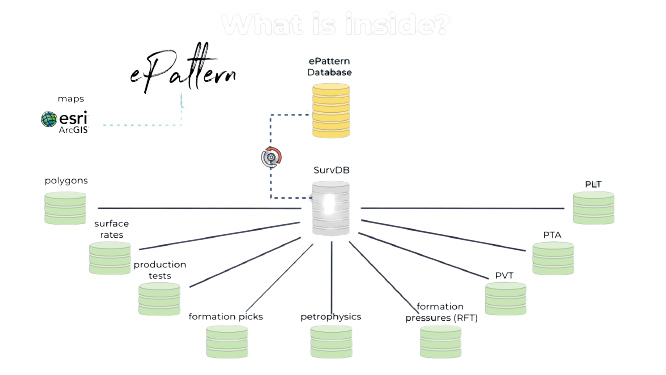 What is inside?
ePattern
ePattern
Database
maps
esri
ArcGIS
SurvDB
polygons
PLT
surface
rates
PTA
production
tests
PVT
formation picks
petrophysics
formation
pressures (RFT)